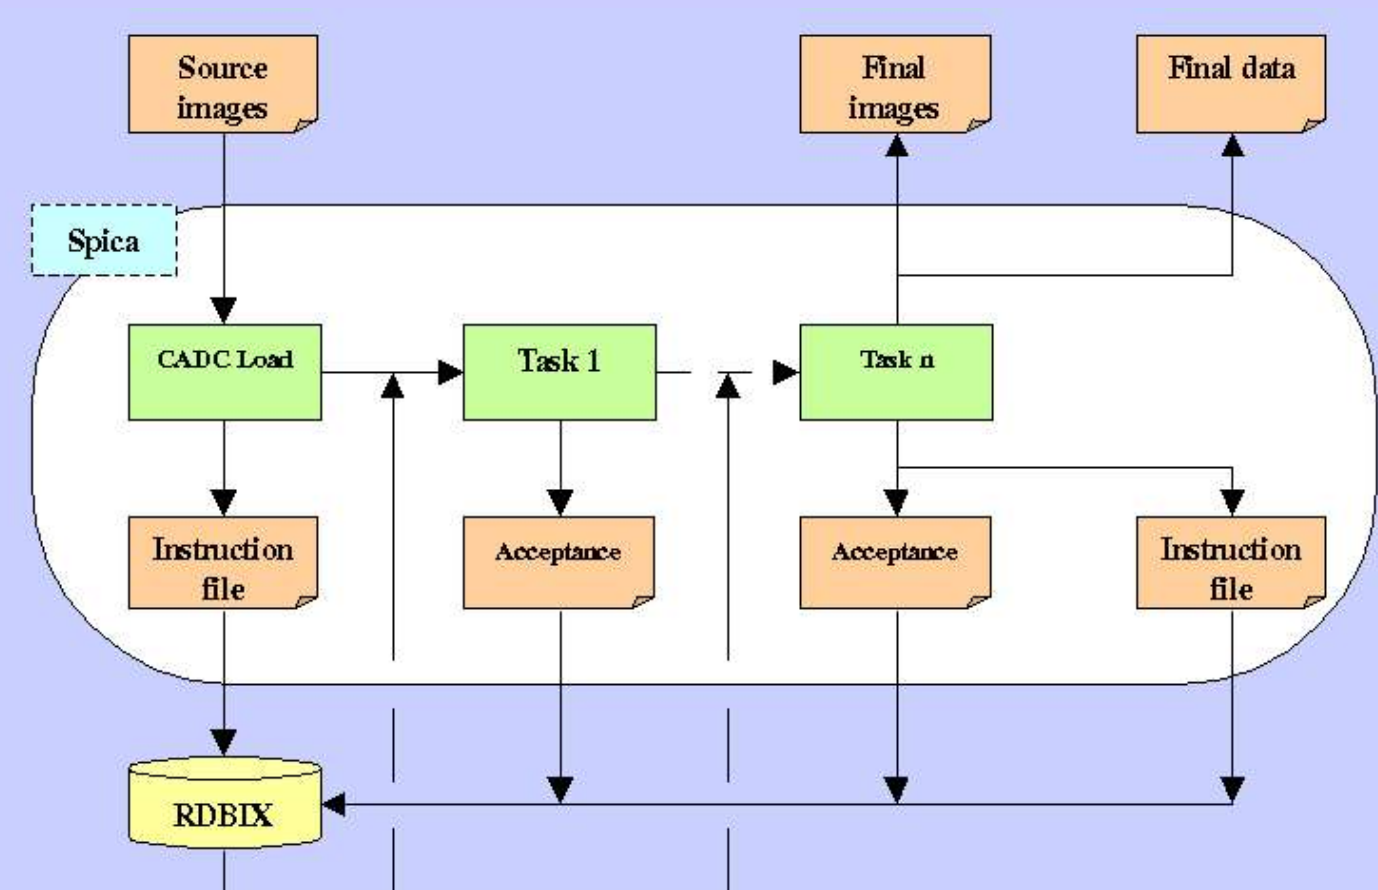 Source
images
Final
images
Final data
Spica
CADC Load
Task 1
Task n
Instruction
file
Acceptance
Acceptance
Instruction
file
RDBIX